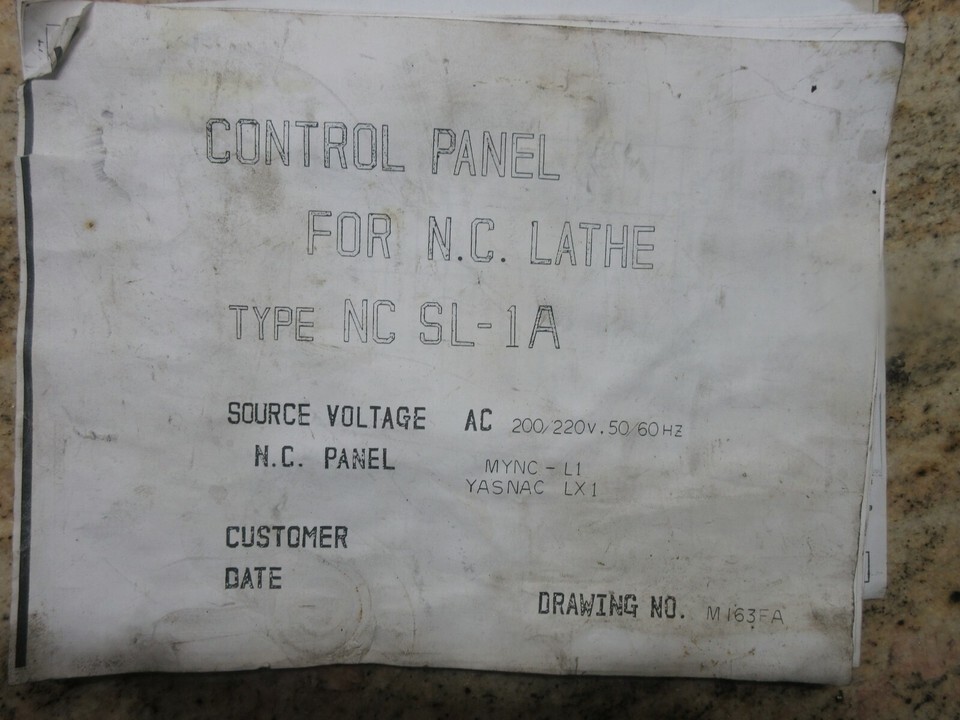 CONTROL PANEL
FOR N.C. LATHE
TYPE NC SL-1A
SOURCE VOLTAGE AC 200/220V.50/60HZ
N.C. PANEL MYNC-L1
YASNAC LX1
CUSTOMER
DATE
DRAWING NO. M163FA